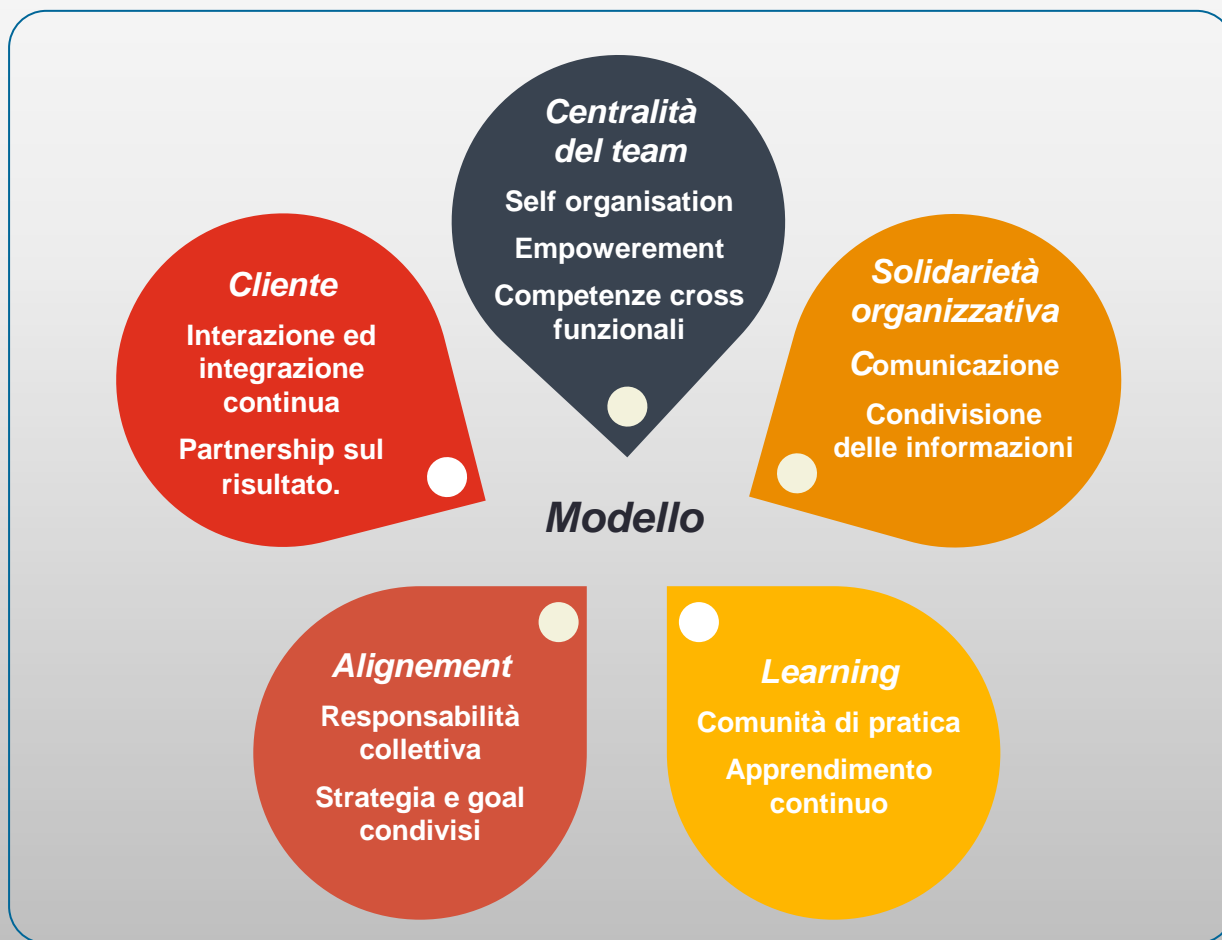 Centralità
del team
Self organisation
Empowerement
Competenze cross
funzionali
Cliente
Interazione ed
integrazione
continua
Partnership sul
risultato.
Solidarietà
organizzativa
Comunicazione
Condivisione
delle informazioni
Modello
Alignement
Responsabilità
collettiva
Strategia e goal
condivisi
Learning
Comunità di pratica
Apprendimento
continuo